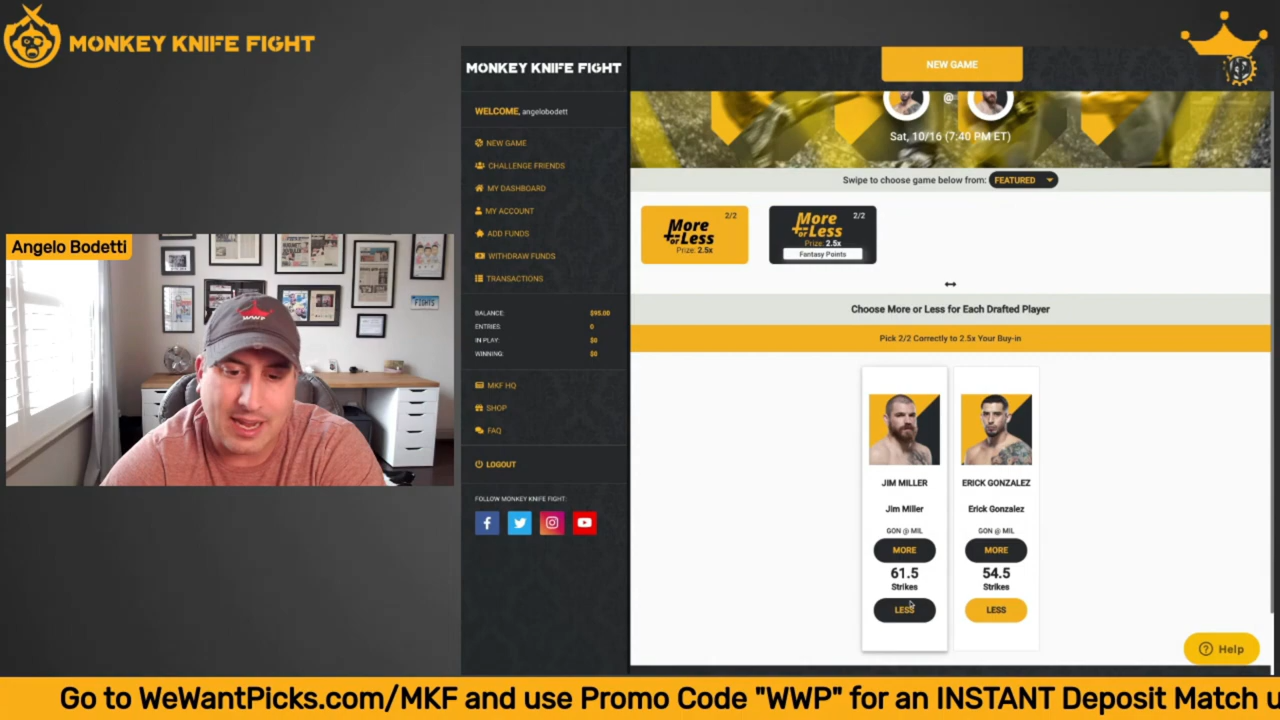 MONKEY KNIFE FIGHT
Angelo Bodetti
WWP
FIGHTS
MONKEY KNIFE FIGHT
WELCOME, angelobodett
NEW GAME
CHALLENGE FRIENDS
MY DASHBOARD
MY ACCOUNT
ADD FUNDS
WITHDRAW FUNDS
TRANSACTIONS
BALANCE: $95.00
ENTRIES: 0
IN PLAY: $0
WINNING: $0
MKF HQ
SHOP
FAQ
LOGOUT
FOLLOW MONKEY KNIFE FIGHT:
NEW GAME
@
Sat, 10/16 (7:40 PM ET)
Swipe to choose game below from: FEATURED
2/2
More or Less
Prize: 2.5x
2/2
More or Less
Prize: 2.5x
Fantasy Points
Choose More or Less for Each Drafted Player
Pick 2/2 Correctly to 2.5x Your Buy-in
JIM MILLER
Jim Miller
GON @ MIL
MORE
61.5
Strikes
LESS
ERICK GONZALEZ
Erick Gonzalez
GON @ MIL
MORE
54.5
Strikes
LESS
Help
Go to WeWantPicks.com/MKF and use Promo Code "WWP" for an INSTANT Deposit Match u